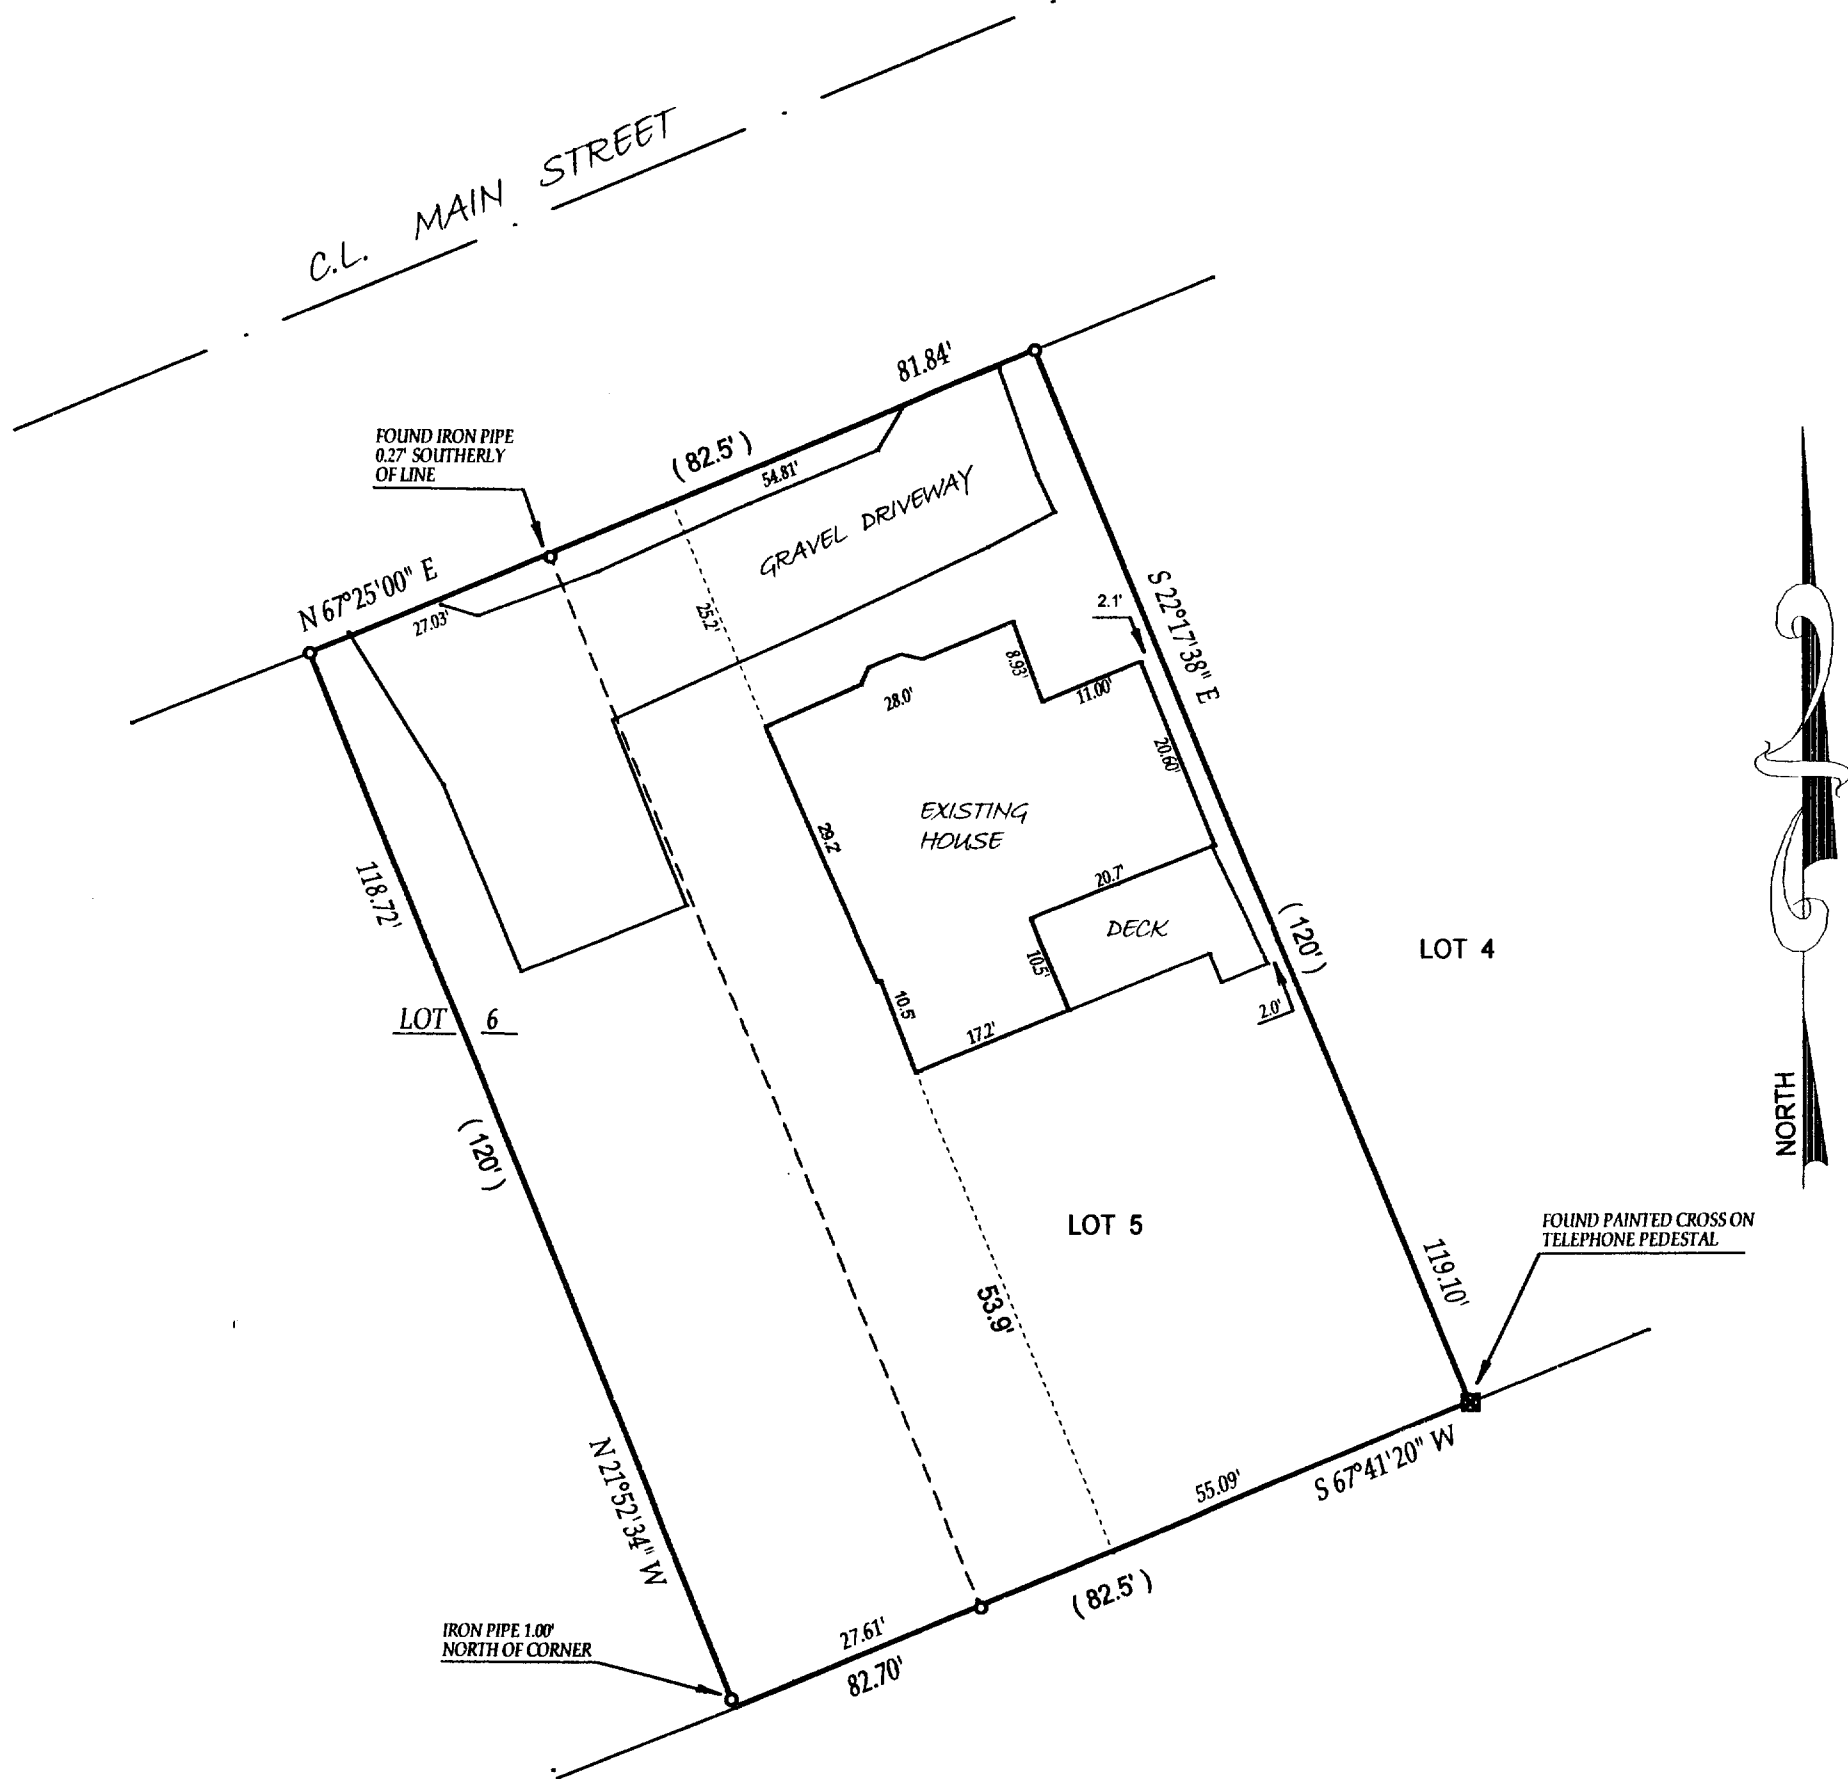 C.L. MAIN STREET
81.84'
FOUND IRON PIPE
0.27' SOUTHERLY
OF LINE
( 82.5' )
54.81'
GRAVEL DRIVEWAY
N 67°25'00" E
27.03'
25.2'
2.1'
S 22°17'38" E
8.93'
11.00'
28.0'
20.60'
EXISTING
HOUSE
29.2'
20.7'
DECK
118.72'
( 120' )
LOT 4
10.5'
10.5'
2.0'
17.2'
LOT 6
( 120' )
NORTH
LOT 5
FOUND PAINTED CROSS ON
TELEPHONE PEDESTAL
119.10'
53.9'
N 21°52'34" W
55.09'
S 67°41'20" W
( 82.5' )
IRON PIPE 1.00'
NORTH OF CORNER
27.61'
82.70'